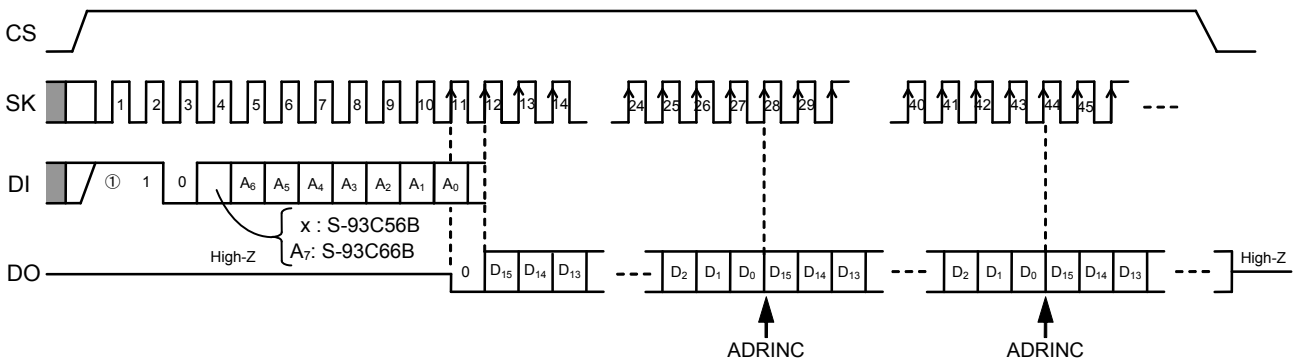 CS
SK 1 2 3 4 5 6 7 8 9 10 11 12 13 14 24 25 26 27 28 29 40 41 42 43 44 45
DI ① 1 0 A6 A5 A4 A3 A2 A1 A0
x : S-93C56B
A7: S-93C66B
High-Z
DO 0 D15 D14 D13 D2 D1 D0 D15 D14 D13 D2 D1 D0 D15 D14 D13 High-Z
ADRINC ADRINC